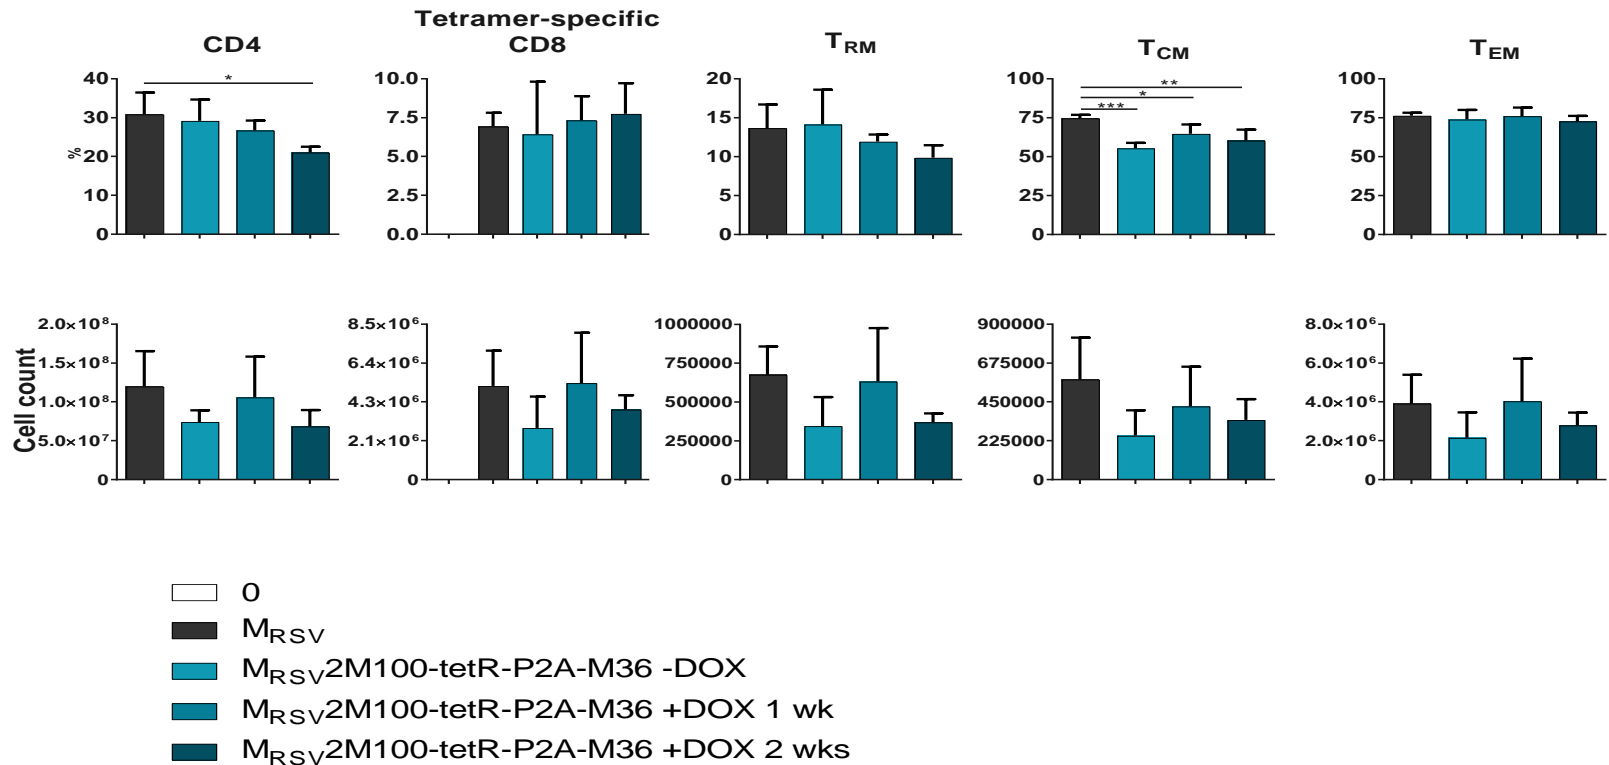 Tetramer-specific
CD4 CD8 TRM TCM TEM
40 30 20 10 0
%
*
10.0 7.5 5.0 2.5 0.0
20 15 10 5 0
100 75 50 25 0
**
*
***
100 75 50 25 0
Cell count
2.0×10⁸ 1.5×10⁸ 1.0×10⁸ 5.0×10⁷ 0
8.5×10⁶ 6.4×10⁶ 4.3×10⁶ 2.1×10⁶ 0
1000000 750000 500000 250000 0
900000 675000 450000 225000 0
8.0×10⁶ 6.0×10⁶ 4.0×10⁶ 2.0×10⁶ 0
0
MRSV
MRSV2M100-tetR-P2A-M36 -DOX
MRSV2M100-tetR-P2A-M36 +DOX 1 wk
MRSV2M100-tetR-P2A-M36 +DOX 2 wks